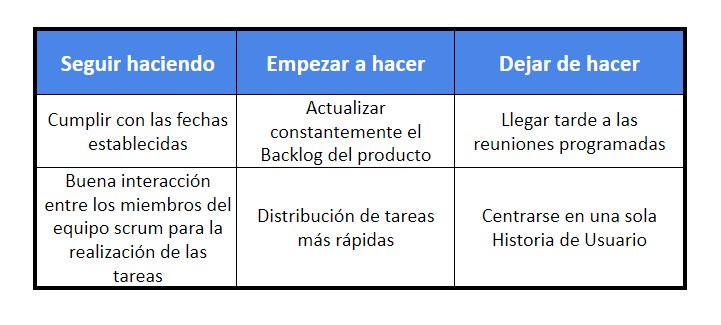 Seguir haciendo
Empezar a hacer
Dejar de hacer
Cumplir con las fechas
establecidas
Actualizar
constantemente el
Backlog del producto
Llegar tarde a las
reuniones programadas
Buena interacción
entre los miembros del
equipo scrum para la
realización de las
tareas
Distribución de tareas
más rápidas
Centrarse en una sola
Historia de Usuario